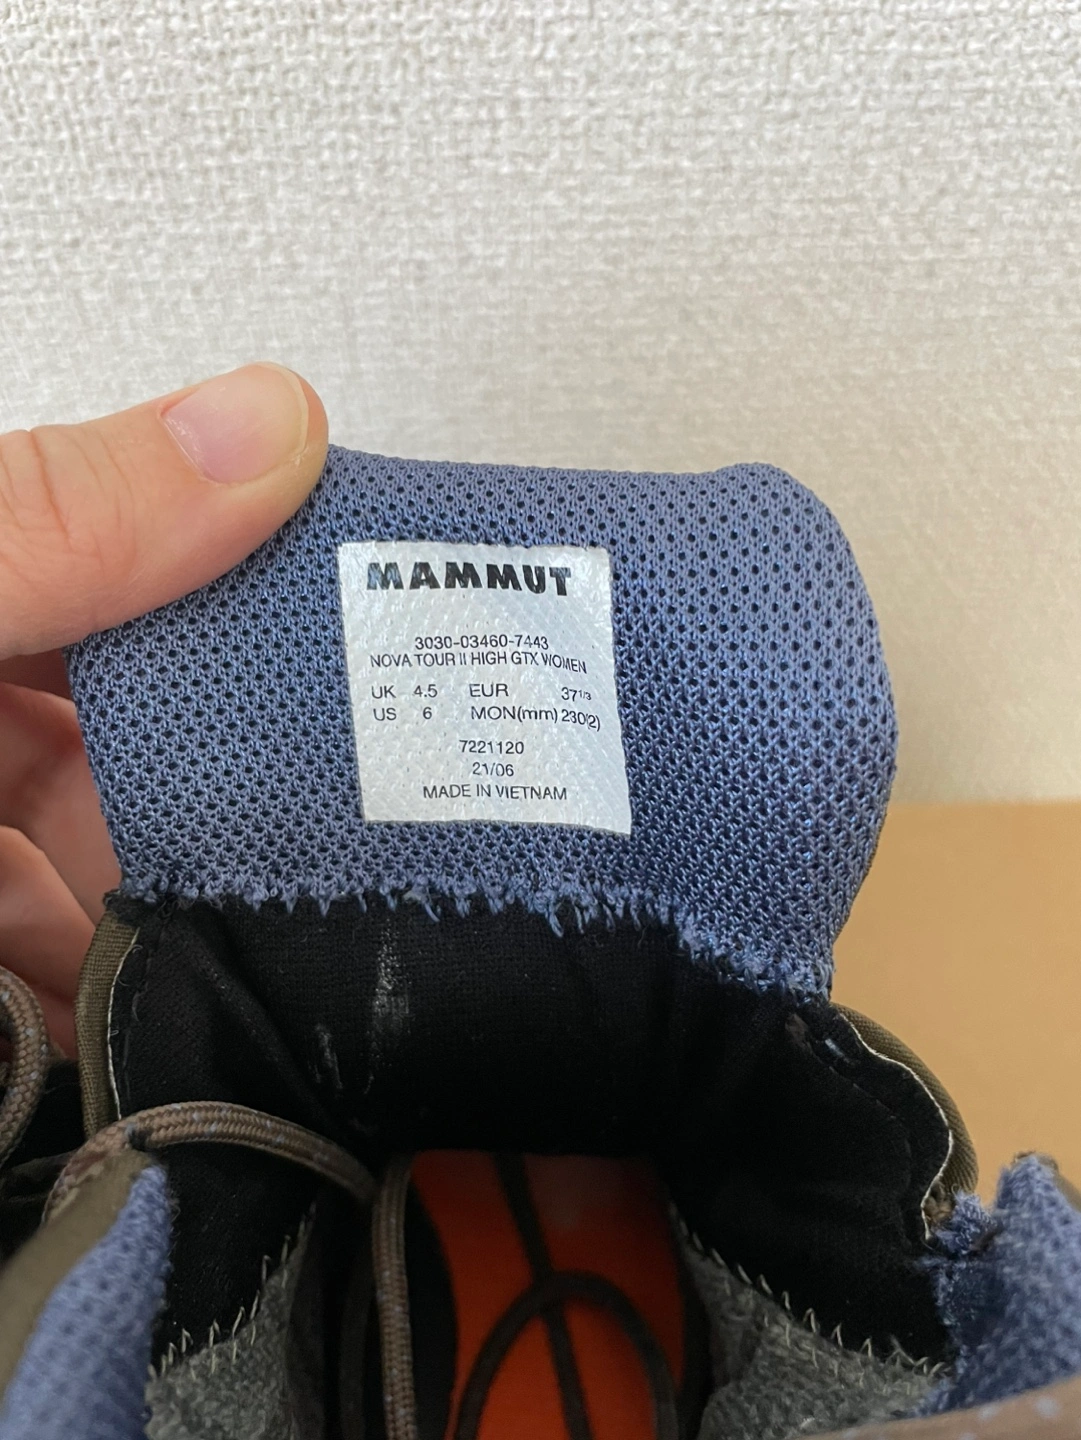 MAMMUT
3030-03460-7443
NOVA TOUR II HIGH GTX WOMEN
UK 4.5 EUR 37 1/3
US 6 MON(mm) 230(2)
7221120
21/06
MADE IN VIETNAM